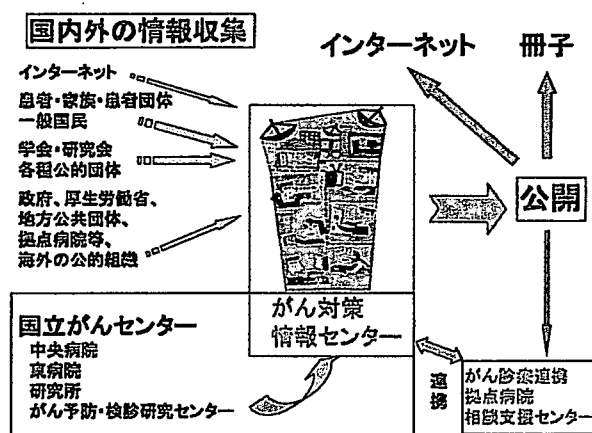 国内外の情報収集
インターネット
患者・家族・患者団体
一般国民
学会・研究会
各種公的団体
政府、厚生労働省、
地方公共団体、
拠点病院等、
海外の公的組織
インターネット
冊子
公開
がん対策
情報センター
国立がんセンター
中央病院
東病院
研究所
がん予防・検診研究センター
連携
がん診療連携
拠点病院
相談支援センター